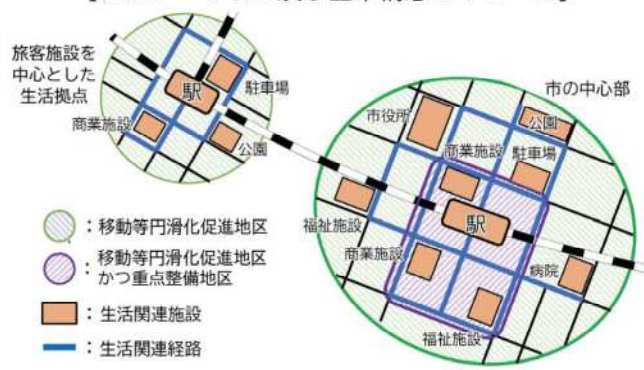 旅客施設を
中心とした
生活拠点
駅
駐車場
商業施設
公園
市の中心部
市役所
公園
商業施設
駐車場
駅
福祉施設
商業施設
病院
福祉施設
：移動等円滑化促進地区
：移動等円滑化促進地区
かつ重点整備地区
：生活関連施設
：生活関連経路